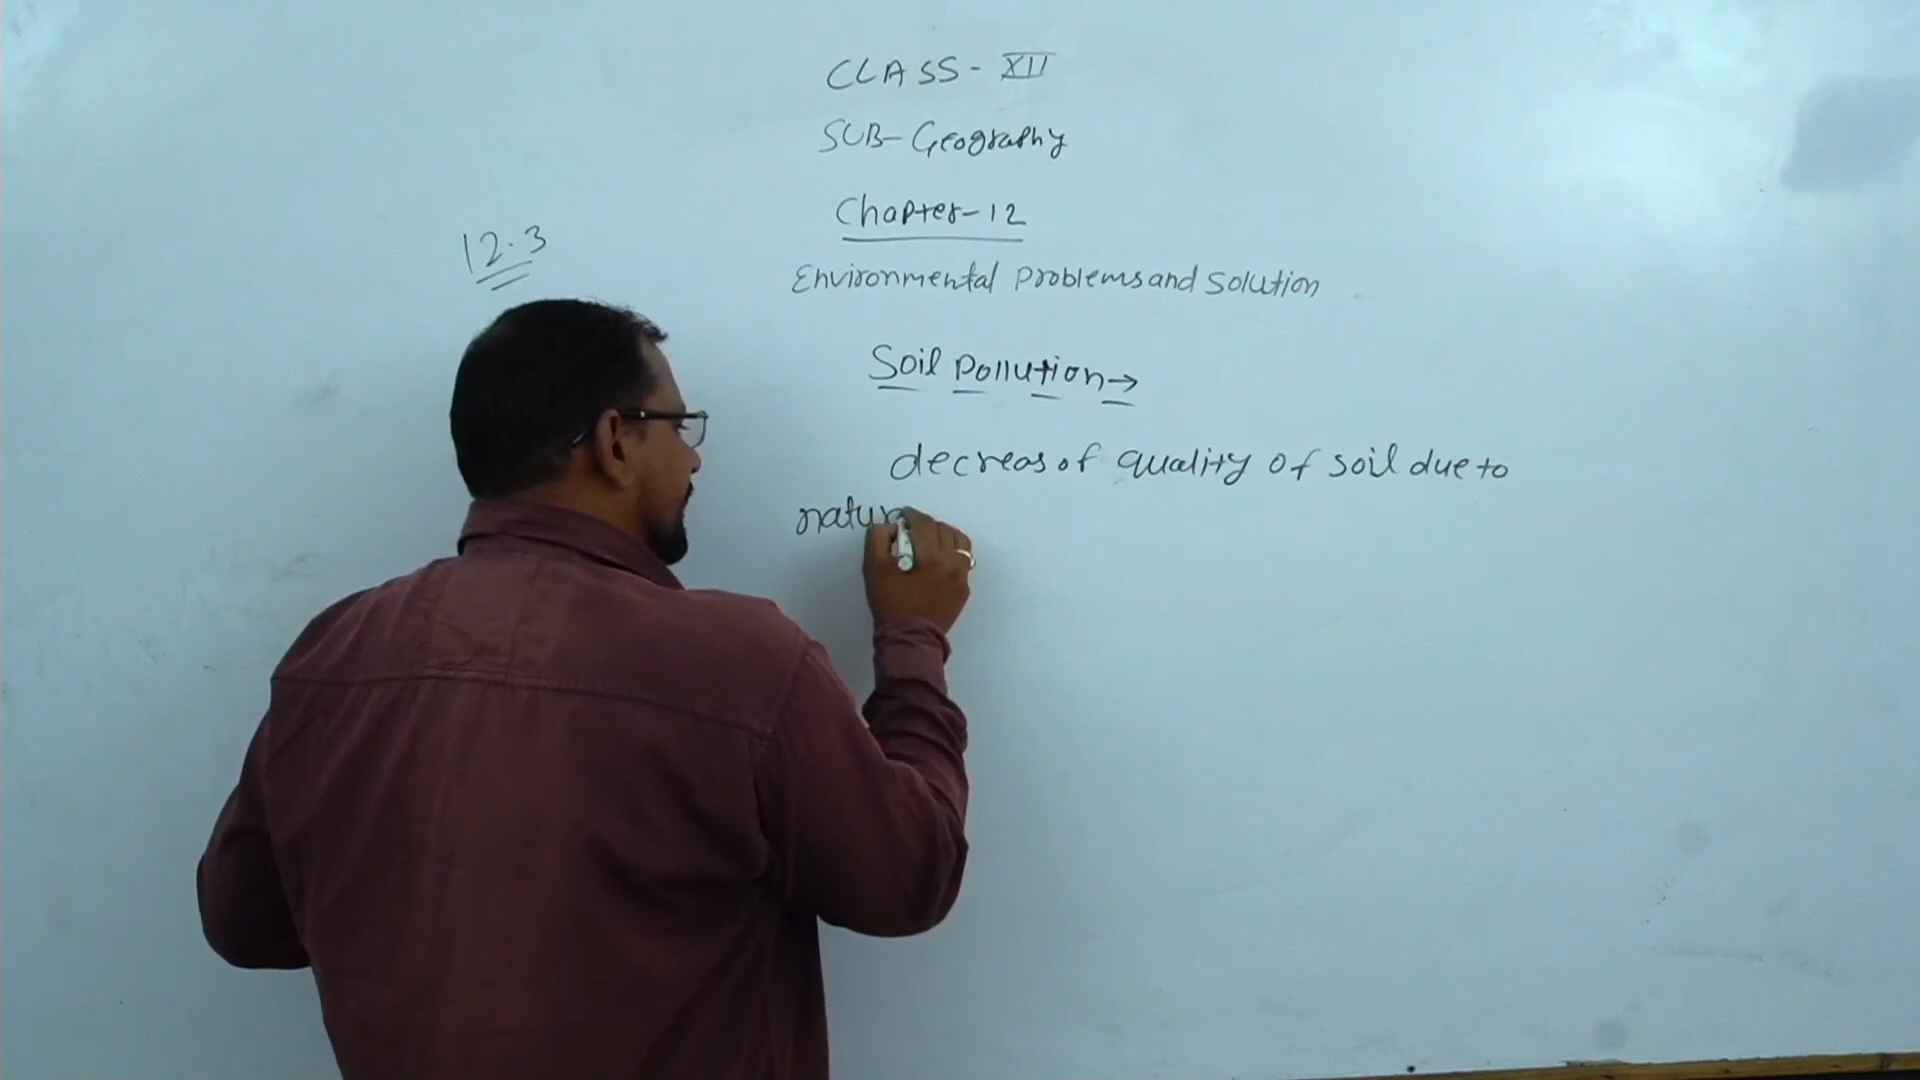 CLASS - XII
SUB- Geography
Chapter-12
12.3
Environmental Problems and Solution
Soil Pollution→
decreas of quality of soil due to
natur